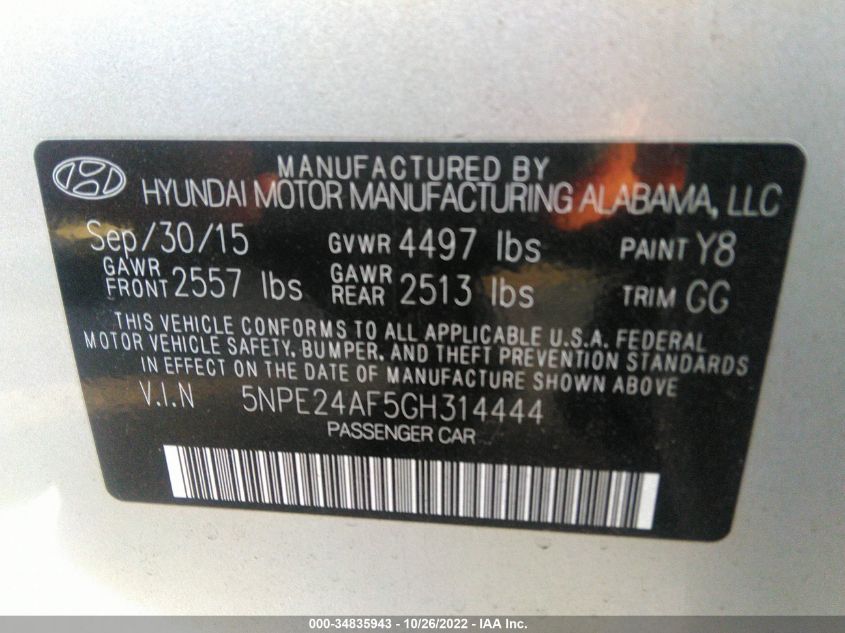 MANUFACTURED BY
HYUNDAI MOTOR MANUFACTURING ALABAMA, LLC
Sep/30/15 GVWR 4497 lbs PAINT Y8
GAWR FRONT 2557 lbs GAWR REAR 2513 lbs TRIM GG
THIS VEHICLE CONFORMS TO ALL APPLICABLE U.S.A. FEDERAL
MOTOR VEHICLE SAFETY, BUMPER, AND THEFT PREVENTION STANDARDS
IN EFFECT ON THE DATE OF MANUFACTURE SHOWN ABOVE
V.I.N 5NPE24AF5GH314444
PASSENGER CAR
000-34835943 - 10/26/2022 - IAA Inc.